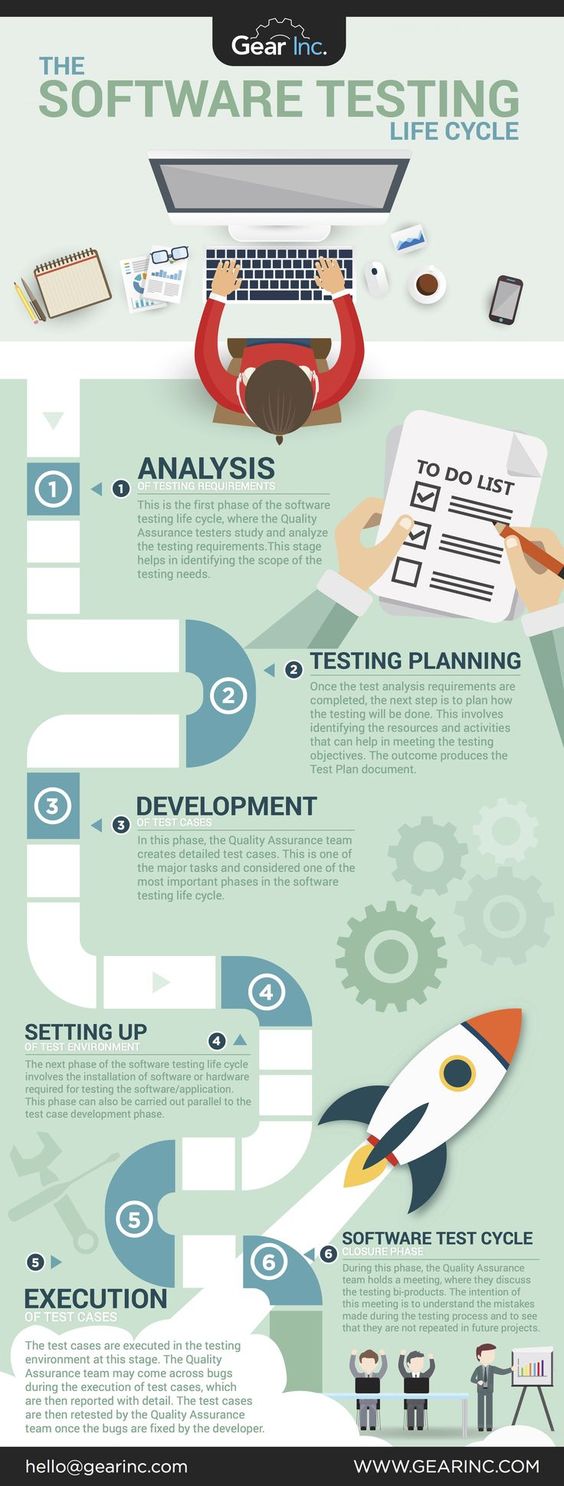 Gear Inc.
THE
SOFTWARE TESTING
LIFE CYCLE
1
1
ANALYSIS
OF TESTING REQUIREMENTS
This is the first phase of the software
testing life cycle, where the Quality
Assurance testers study and analyze
the testing requirements.This stage
helps in identifying the scope of the
testing needs.
TO DO LIST
2
2
TESTING PLANNING
Once the test analysis requirements are
completed, the next step is to plan how
the testing will be done. This involves
identifying the resources and activities
that can help in meeting the testing
objectives. The outcome produces the
Test Plan document.
3
3
DEVELOPMENT
OF TEST CASES
In this phase, the Quality Assurance team
creates detailed test cases. This is one of
the major tasks and considered one of the
most important phases in the software
testing life cycle.
4
SETTING UP
OF TEST ENVIRONMENT
4
The next phase of the software testing life cycle
involves the installation of software or hardware
required for testing the software/application.
This phase can also be carried out parallel to the
test case development phase.
5
5
EXECUTION
OF TEST CASES
The test cases are executed in the testing
environment at this stage. The Quality
Assurance team may come across bugs
during the execution of test cases, which
are then reported with detail. The test cases
are then retested by the Quality Assurance
team once the bugs are fixed by the developer.
6
6
SOFTWARE TEST CYCLE
CLOSURE PHASE
During this phase, the Quality Assurance
team holds a meeting, where they discuss
the testing bi-products. The intention of
this meeting is to understand the mistakes
made during the testing process and to see
that they are not repeated in future projects.
hello@gearinc.com
WWW.GEARINC.COM